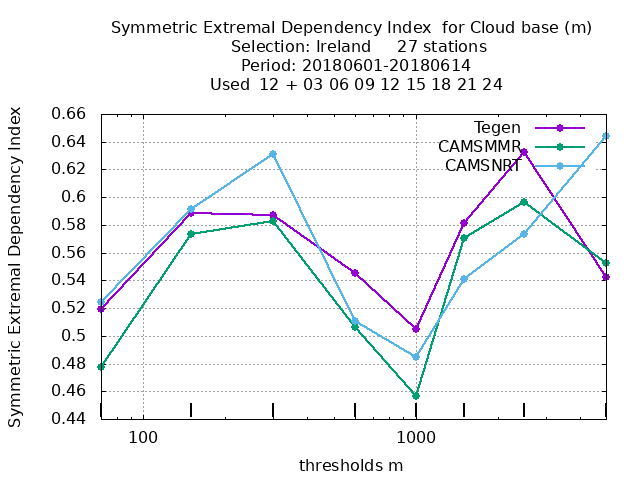 Symmetric Extremal Dependency Index  for Cloud base (m)
Selection: Ireland     27 stations
Period: 20180601-20180614
Used  12 + 03 06 09 12 15 18 21 24
Symmetric Extremal Dependency Index
0.66
0.64
0.62
0.6
0.58
0.56
0.54
0.52
0.5
0.48
0.46
0.44
Tegen
CAMSMMR
CAMSNRT
100
1000
thresholds m